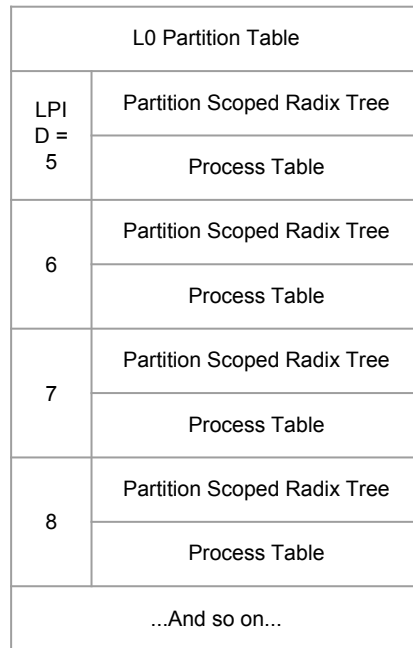 L0 Partition Table
LPI
D =
5
Partition Scoped Radix Tree
Process Table
6
Partition Scoped Radix Tree
Process Table
7
Partition Scoped Radix Tree
Process Table
8
Partition Scoped Radix Tree
Process Table
...And so on...